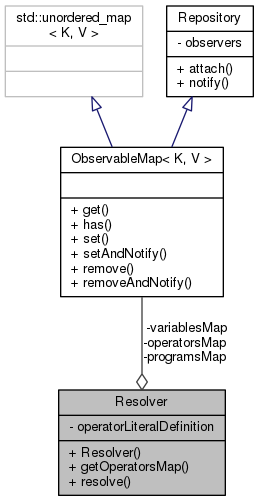 std::unordered_map
< K, V >
Repository
- observers
+ attach()
+ notify()
ObservableMap< K, V >
+ get()
+ has()
+ set()
+ setAndNotify()
+ remove()
+ removeAndNotify()
-variablesMap
-operatorsMap
-programsMap
Resolver
- operatorLiteralDefinition
+ Resolver()
+ getOperatorsMap()
+ resolve()